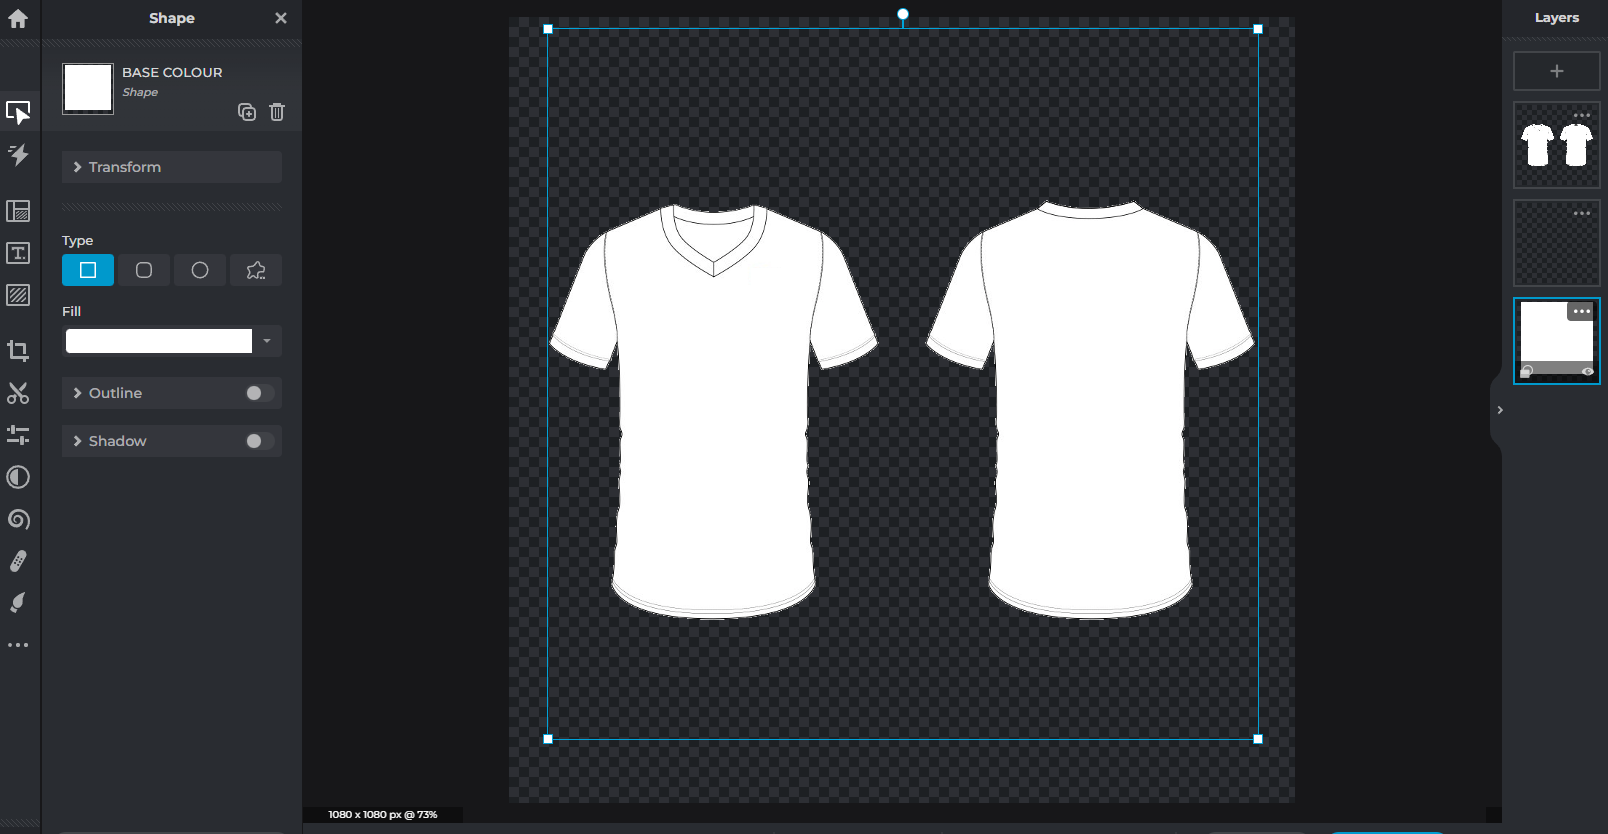 Shape
BASE COLOUR
Shape
Transform
Type
Fill
Outline
Shadow
1080 x 1080 px @ 73%
Layers